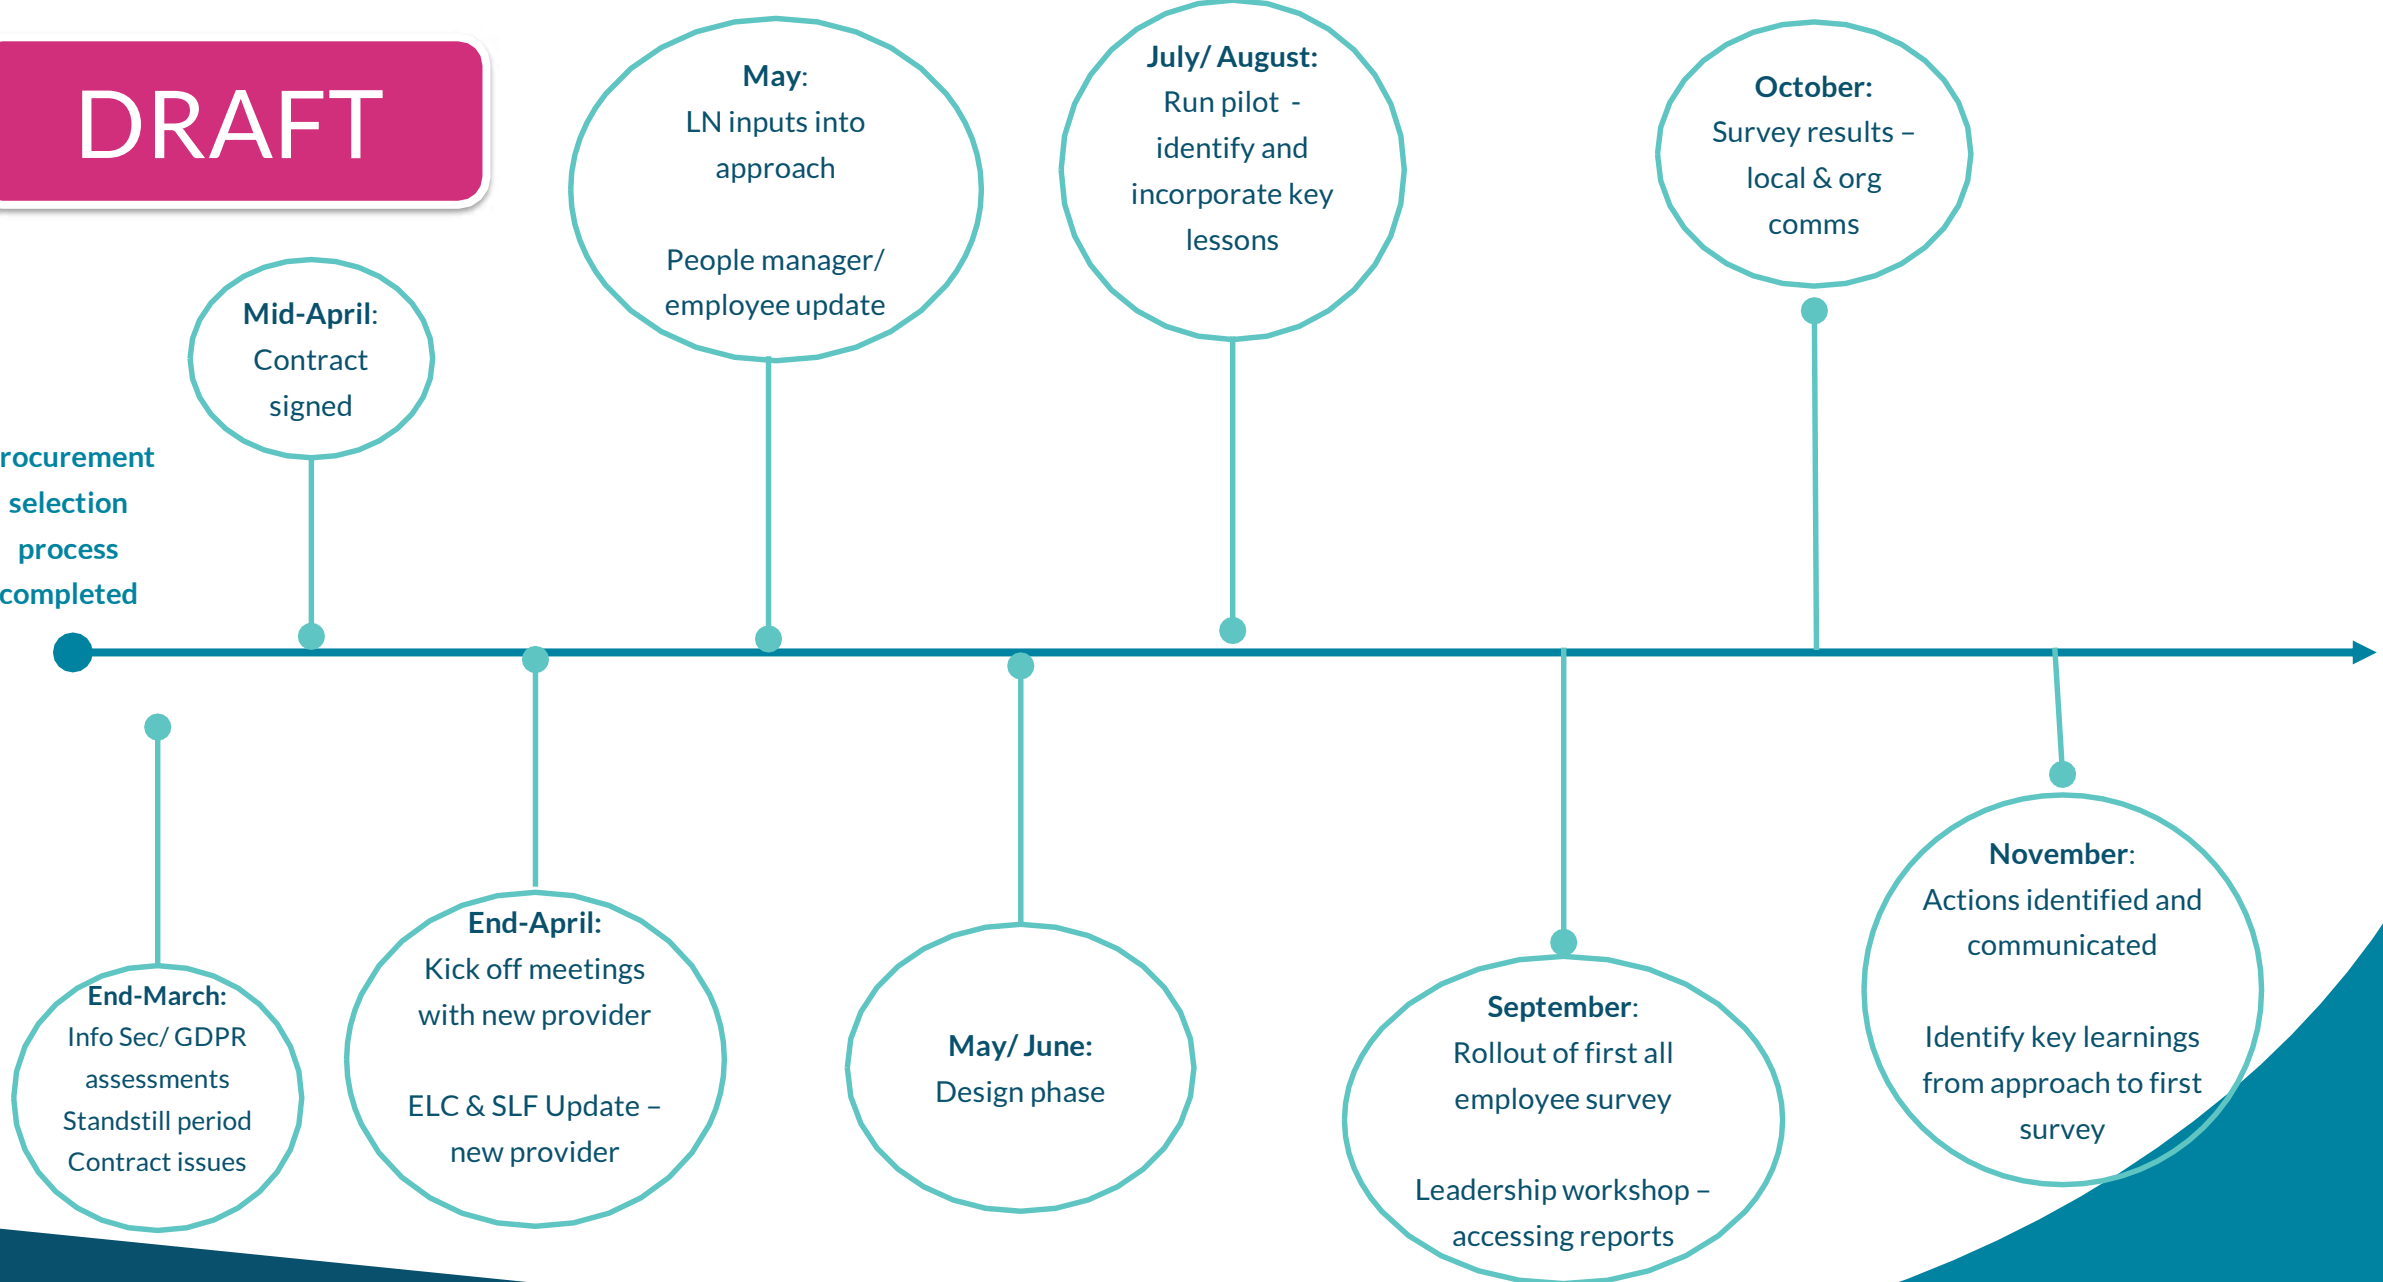 DRAFT
rocurement
selection
process
completed
End-March:
Info Sec/ GDPR
assessments
Standstill period
Contract issues
Mid-April:
Contract
signed
End-April:
Kick off meetings
with new provider
ELC & SLF Update –
new provider
May:
LN inputs into
approach
People manager/
employee update
May/ June:
Design phase
July/ August:
Run pilot  -
identify and
incorporate key
lessons
September:
Rollout of first all
employee survey
Leadership workshop –
accessing reports
October:
Survey results –
local & org
comms
November:
Actions identified and
communicated
Identify key learnings
from approach to first
survey